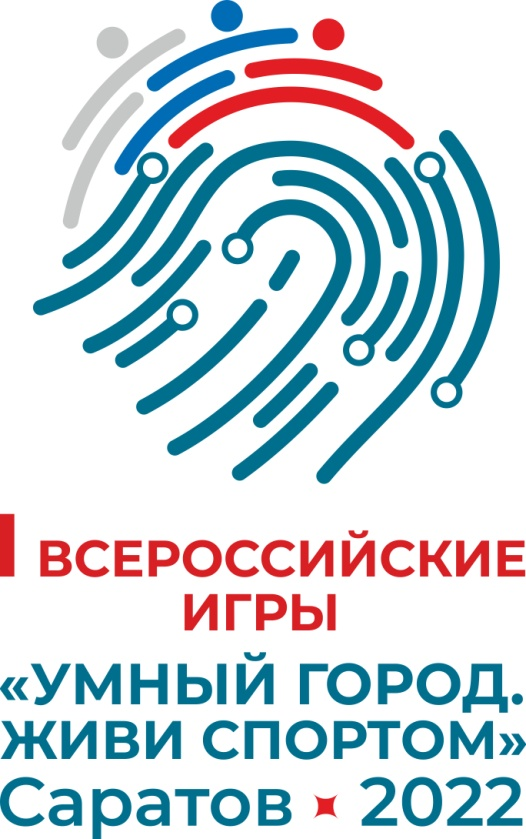 I ВСЕРОССИЙСКИЕ
ИГРЫ
«УМНЫЙ ГОРОД.
ЖИВИ СПОРТОМ»
Саратов 2022